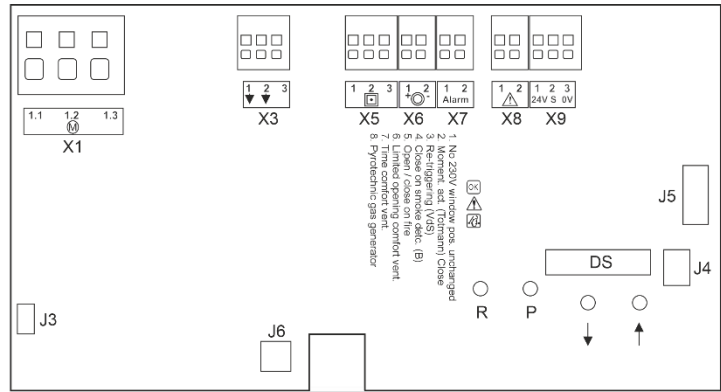 1 2 3
1 2 3
1 2
1 2
1 2
1 2 3
+ -
Alarm
24V S 0V
1.1 1.2 1.3
M
X1
X3
X5
X6
X7
X8
X9
1. No 230V window pos. unchanged
2. Moment. act. (Totmann) Close
3. Re-triggering (VdS)
4. Close on smoke detc. (B)
5. Open / close on fire
6. Limited opening comfort vent.
7. Time comfort vent.
8. Pyrotechnic gas generator
OK
J5
DS
J4
R
P
J3
J6